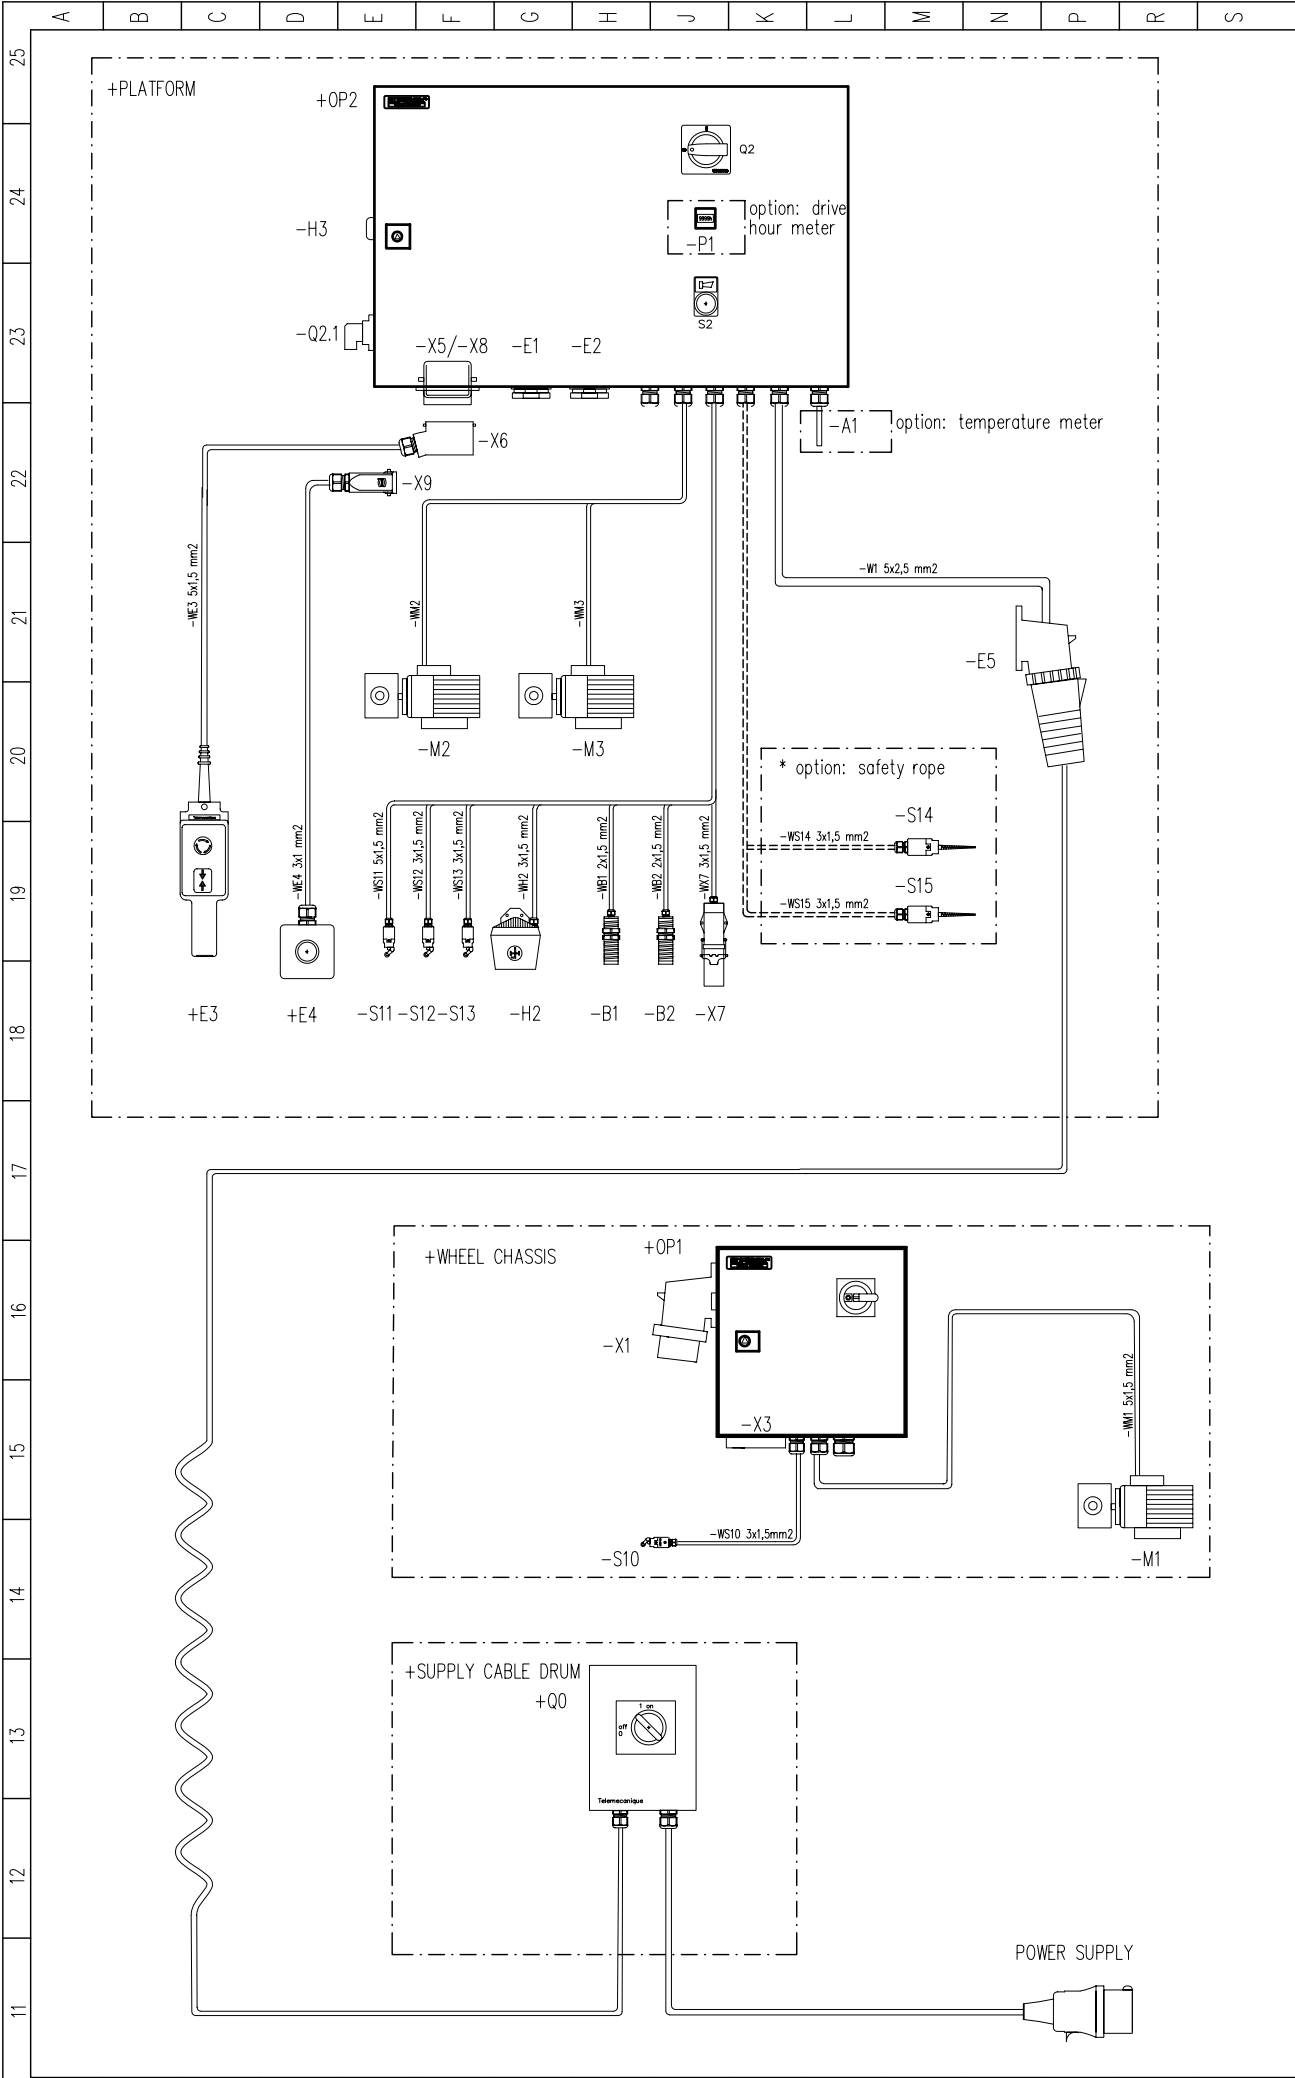 A B C D E F G H J K L M N P R S
25
+PLATFORM
+OP2
Q2
24
option: drive
hour meter
-H3
-P1
23
-Q2.1
S2
-X5/-X8 -E1 -E2
-A1
option: temperature meter
-X6
22
-X9
-WE3 5x1,5 mm2
-W1 5x2,5 mm2
21
-WM2
-WM3
-E5
20
-M2
-M3
* option: safety rope
-S14
19
-WE4 3x1 mm2
-WS11 5x1,5 mm2
-WS12 3x1,5 mm2
-WS13 3x1,5 mm2
-WH2 3x1,5 mm2
-WB1 2x1,5 mm2
-WB2 2x1,5 mm2
-WX7 3x1,5 mm2
-WS14 3x1,5 mm2
-S15
-WS15 3x1,5 mm2
18
+E3
+E4
-S11 -S12 -S13
-H2
-B1
-B2
-X7
17
+WHEEL CHASSIS
+OP1
16
-X1
-WM1 5x1,5 mm2
-X3
15
-WS10 3x1,5mm2
-S10
-M1
14
+SUPPLY CABLE DRUM
+Q0
13
1 on
off
0
Telemecanique
12
POWER SUPPLY
11